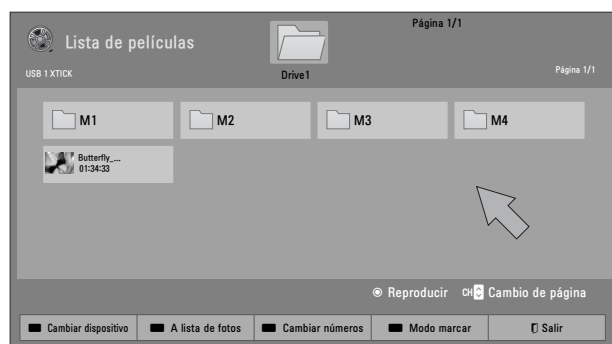 Página 1/1
Lista de películas
Drive1
USB 1 XTICK
Página 1/1
M1
M2
M3
M4
Butterfly_...
01:34:33
Reproducir CH Cambio de página
Cambiar dispositivo
A lista de fotos
Cambiar números
Modo marcar
Salir